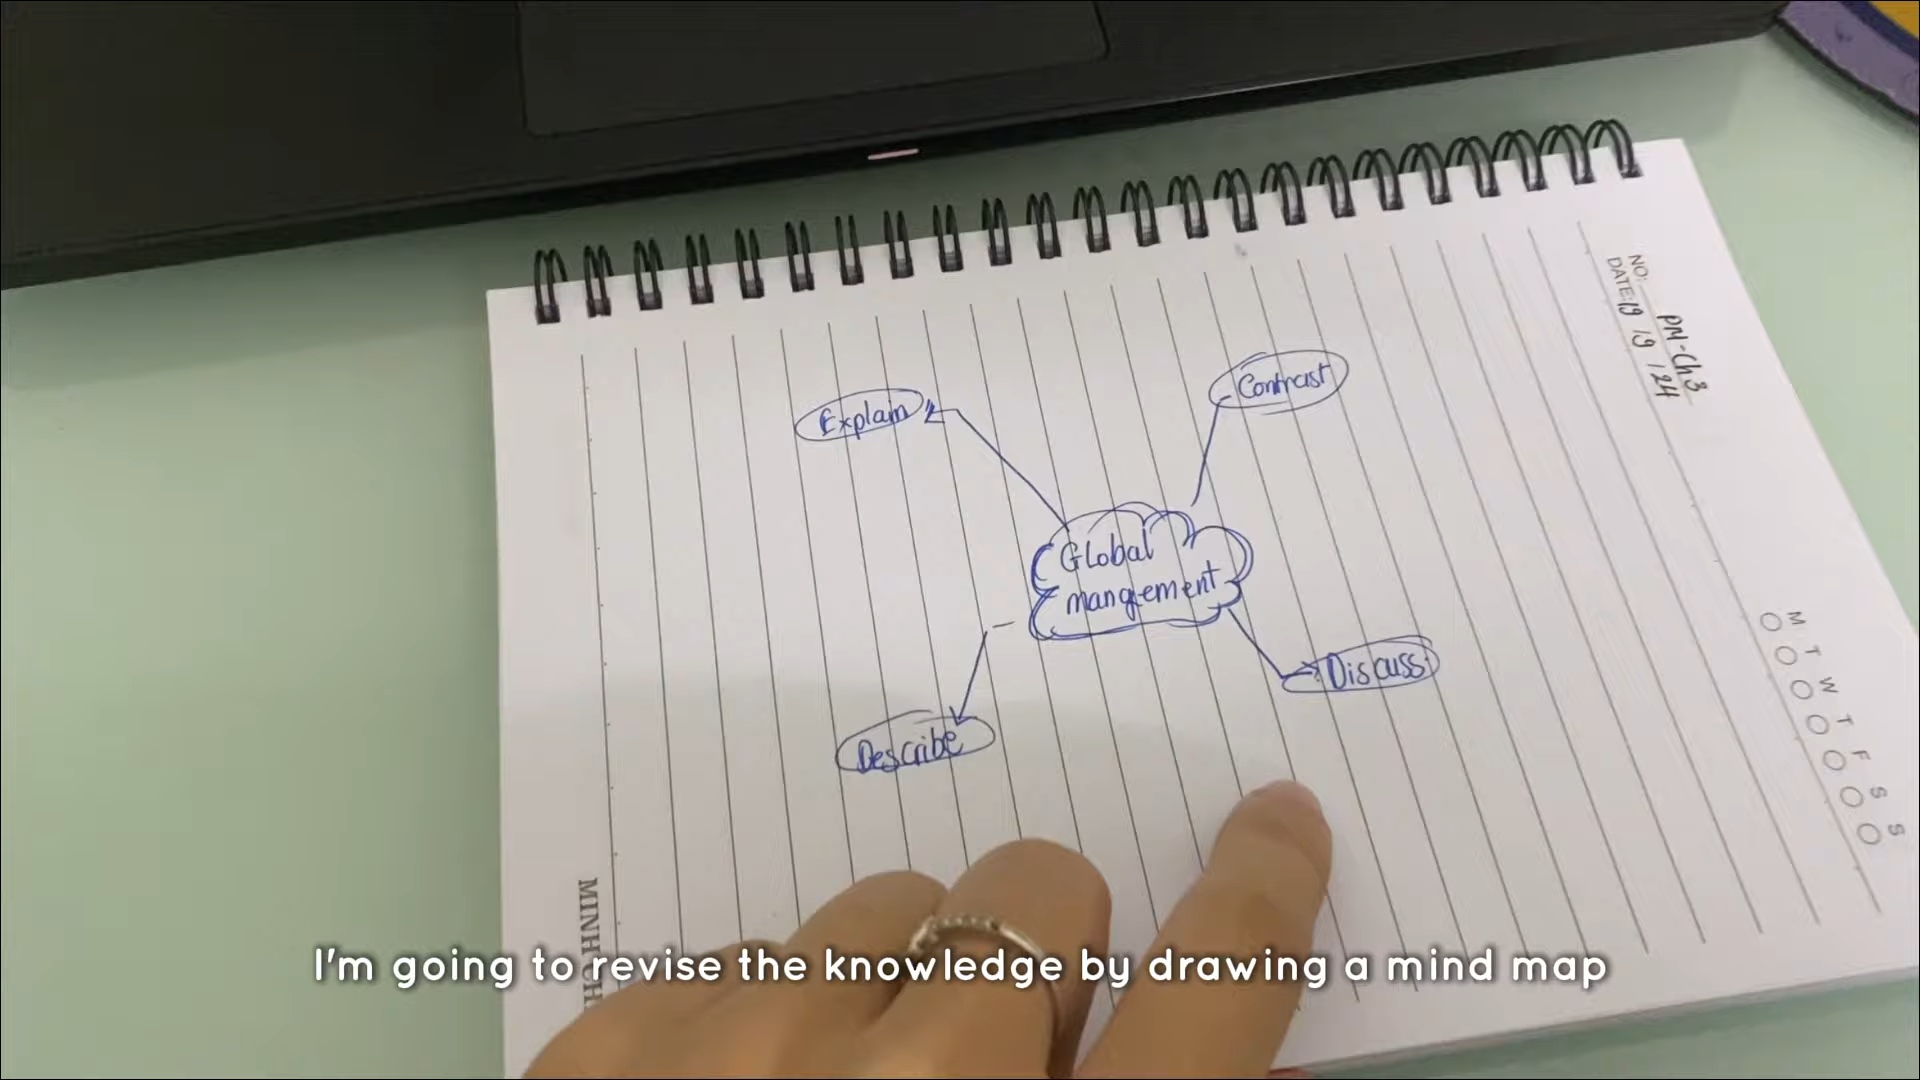 NO:
DATE: 19 / 9 / 24
PM-Ch3
Explain
Contrast
Global
mangement
Discuss
Describe
M T W T F S S
MINH CH
I'm going to revise the knowledge by drawing a mind map